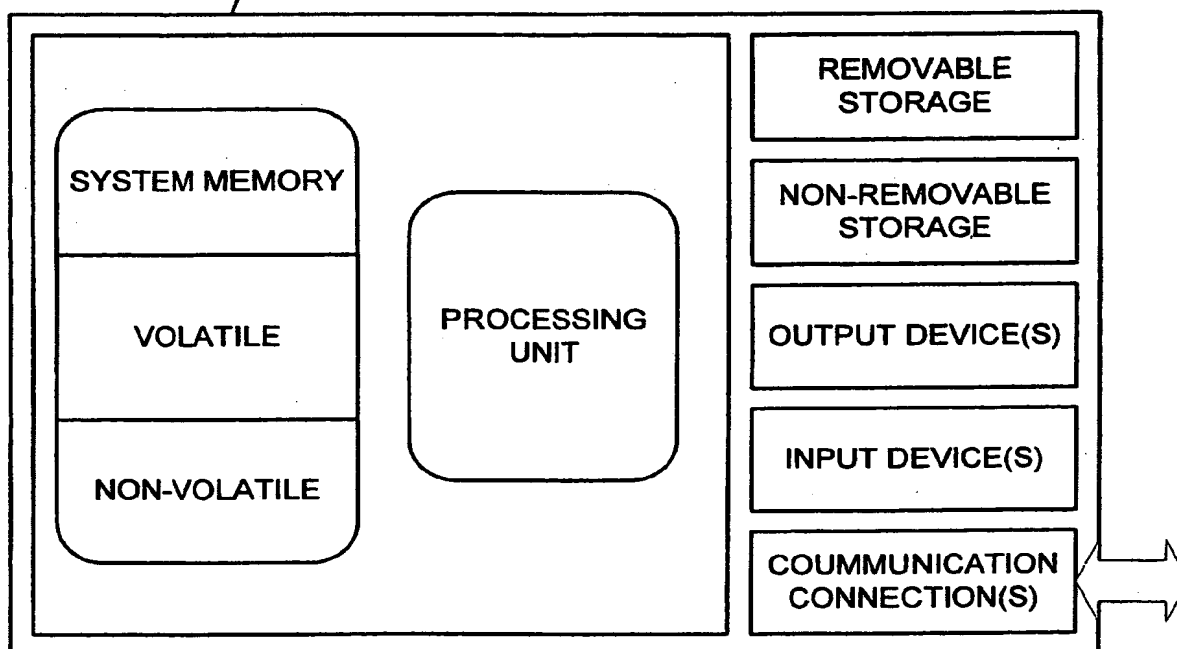 SYSTEM MEMORY
VOLATILE
NON-VOLATILE
PROCESSING
UNIT
REMOVABLE
STORAGE
NON-REMOVABLE
STORAGE
OUTPUT DEVICE(S)
INPUT DEVICE(S)
COUMMUNICATION
CONNECTION(S)